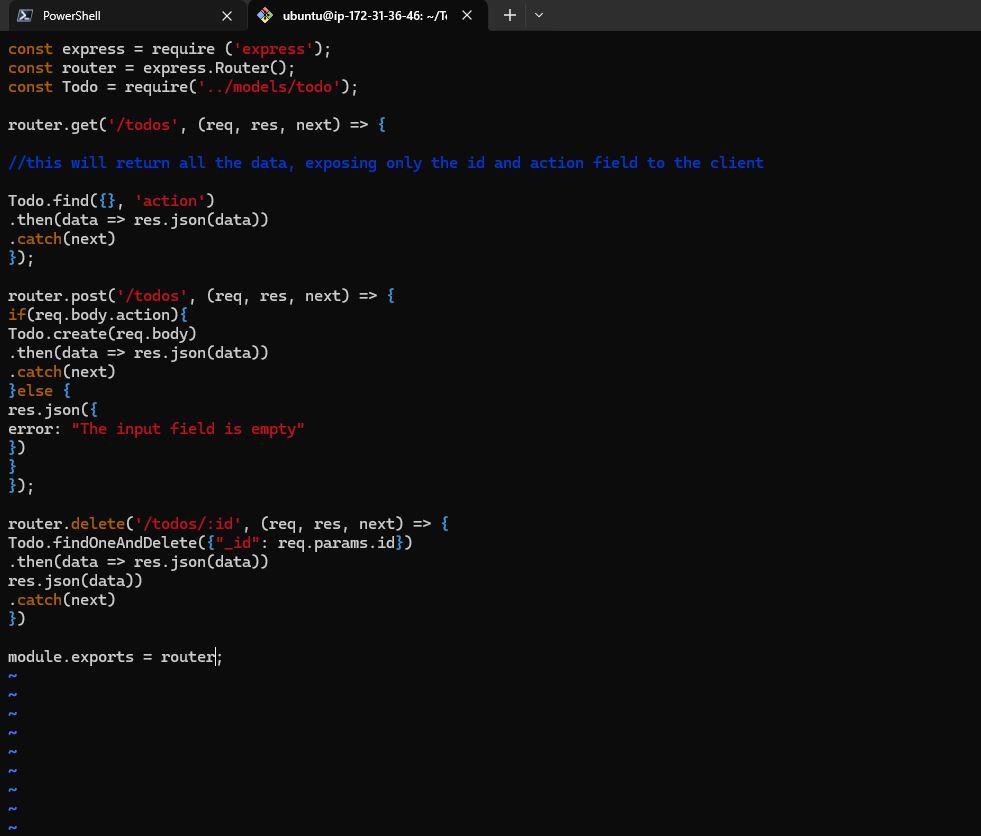 PowerShell
ubuntu@ip-172-31-36-46: ~/To
const express = require ('express');
const router = express.Router();
const Todo = require('../models/todo');
router.get('/todos', (req, res, next) => {
//this will return all the data, exposing only the id and action field to the client
Todo.find({}, 'action')
.then(data => res.json(data))
.catch(next)
});
router.post('/todos', (req, res, next) => {
if(req.body.action){
Todo.create(req.body)
.then(data => res.json(data))
.catch(next)
}else {
res.json({
error: "The input field is empty"
})
}
});
router.delete('/todos/:id', (req, res, next) => {
Todo.findOneAndDelete({"_id": req.params.id})
.then(data => res.json(data))
res.json(data))
.catch(next)
})
module.exports = router;
~
~
~
~
~
~
~
~
~